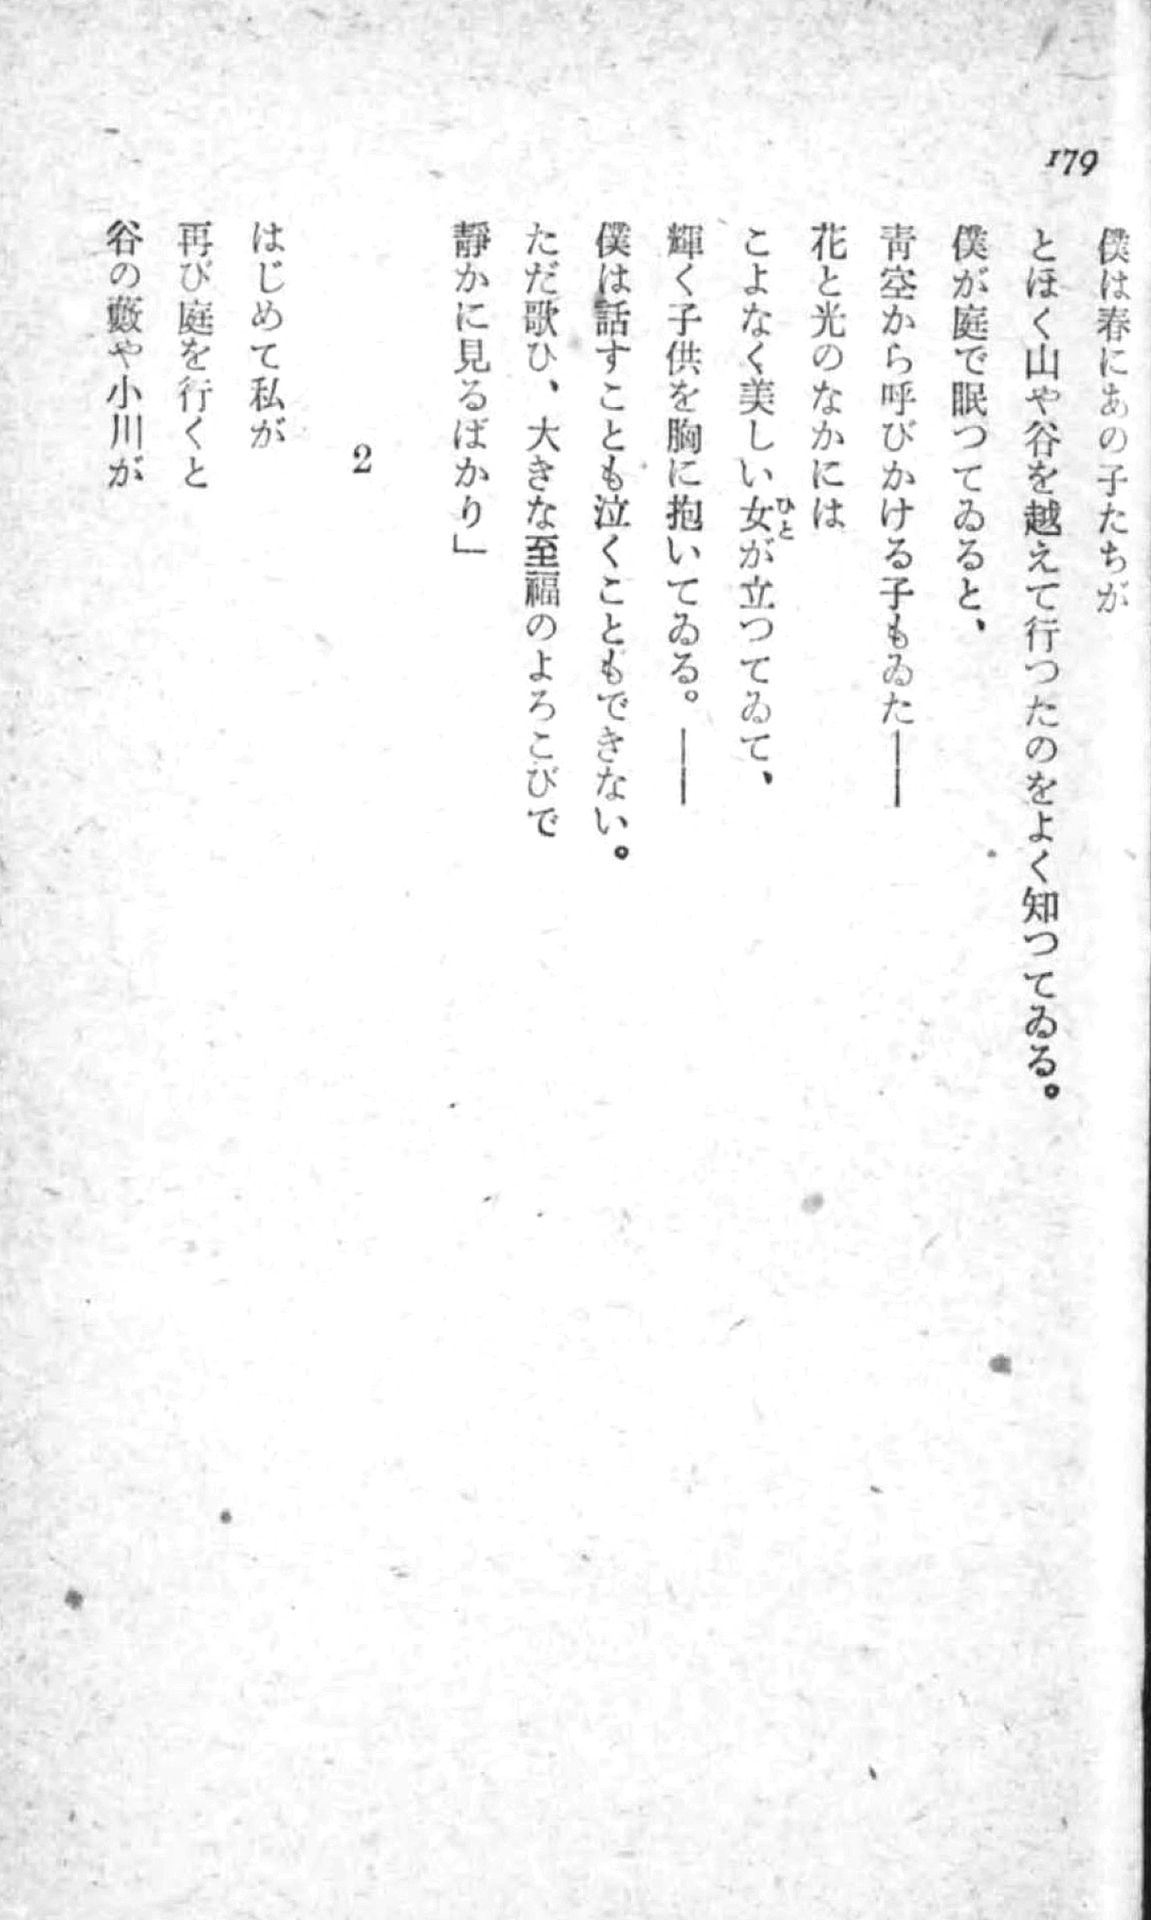 179
僕は春にあの子たちが
とほく山や谷を越えて行つたのをよく知つてゐる。
僕が庭で眠つてゐると、
靑空から呼びかける子もゐた――
花と光のなかには
こよなく美しい女が立つてゐて、
ひと
輝く子供を胸に抱いてゐる。――
僕は話すことも泣くこともできない。
ただ歌ひ、大きな至福のよろこびで
靜かに見るばかり」
2
はじめて私が
再び庭を行くと
谷の藪や小川が